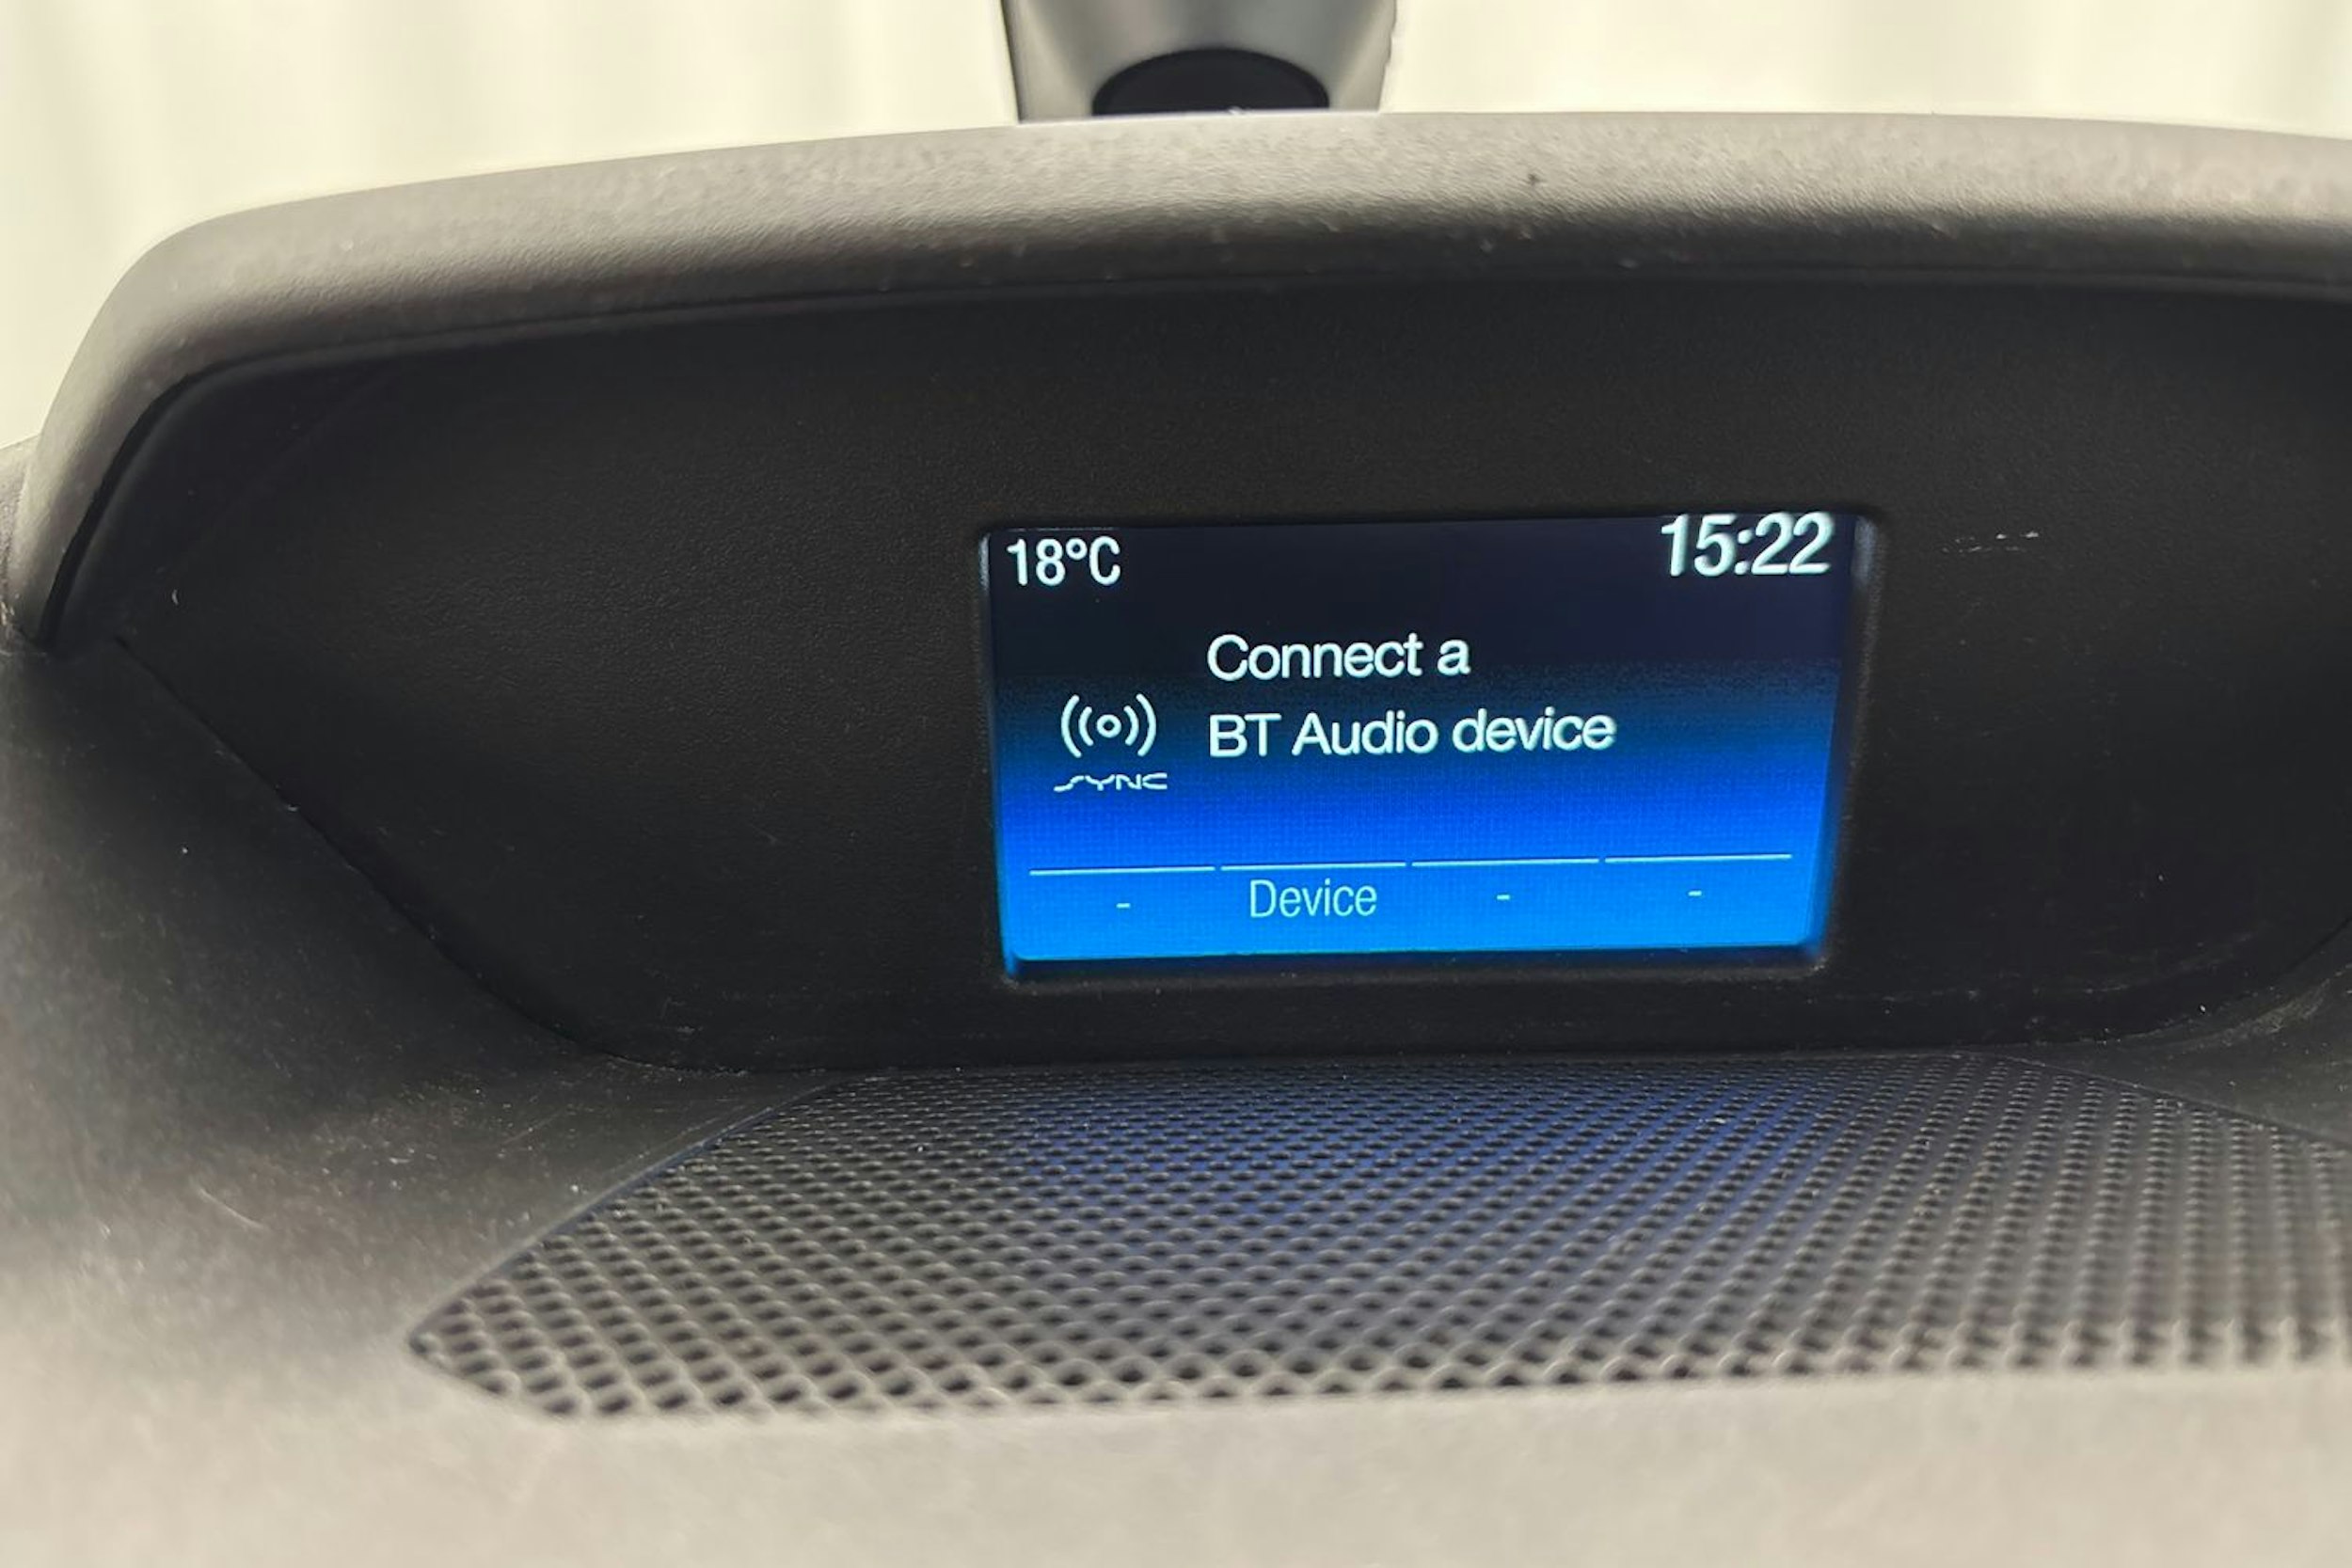 18°C
15:22
Connect a
BT Audio device
SYNC
- Device - -